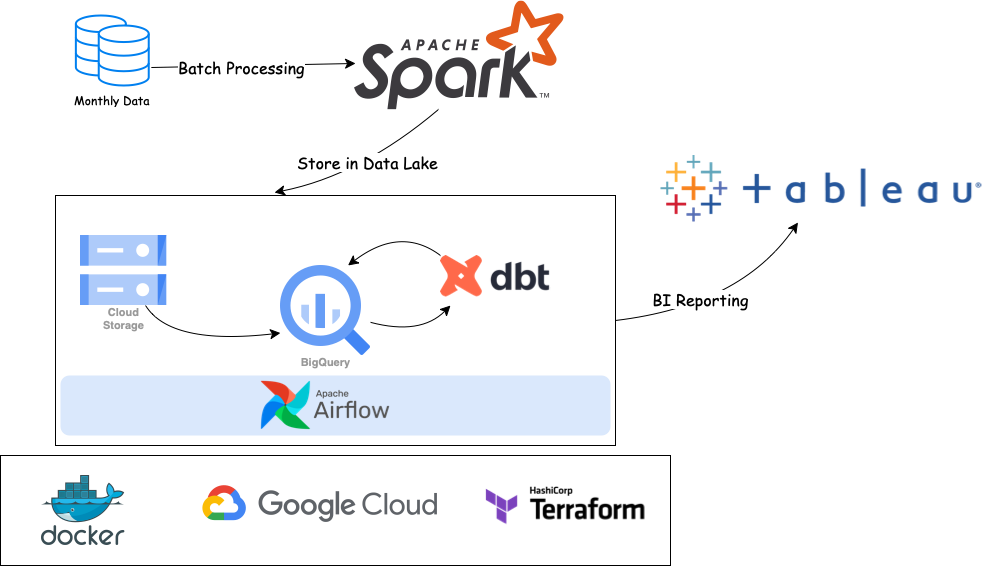 APACHE
Spark™
Batch Processing
Monthly Data
Store in Data Lake
+ableau®
dbt
Cloud
Storage
BI Reporting
BigQuery
Apache
Airflow
docker
Google Cloud
HashiCorp
Terraform